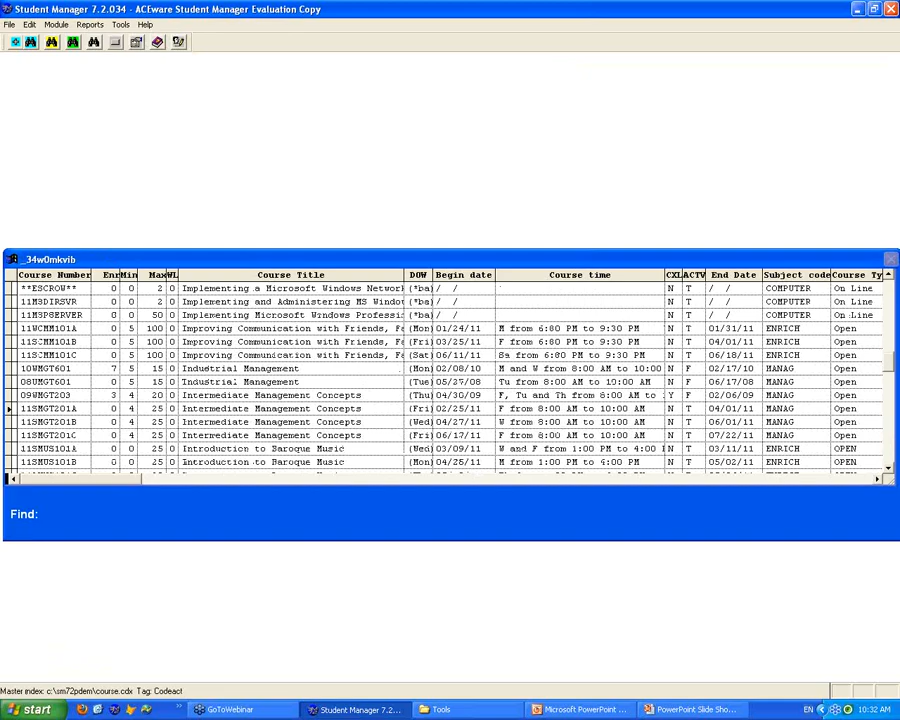 Student Manager 7.2.034 - ACEware Student Manager Evaluation Copy
File Edit Module Reports Tools Help
_34w0mkvib
Course Number Enr Min Max WL Course Title DOW Begin date Course time CXL ACTV End Date Subject code Course Ty
**ESCROW** 0 0 2 0 Implementing a Microsoft Windows Network (*ba) / / N T / / COMPUTER On Line
11M3DIRSVR 0 0 2 0 Implementing and Administering MS Window (*ba) / / N T / / COMPUTER On Line
0 0 50 0 Implementing Microsoft Windows Professi (*ba) / / N T / / COMPUTER On Line
11WCMM101A 0 5 100 0 Improving Communication with Friends, Fa (Mon) 01/24/11 M from 6:80 PM to 9:30 PM N T 01/31/11 ENRICH Open
11SCMM101B 0 5 100 0 Improving Communication with Friends, Fa (Fri) 03/25/11 F from 6:80 PM to 9:30 PM N T 04/01/11 ENRICH Open
11SCMM101C 0 5 100 0 Improving Communication with Friends, Fa (Sat) 06/11/11 Sa from 6:80 PM to 9:30 PM N T 06/18/11 ENRICH Open
10WMGT601 7 5 15 0 Industrial Management (Mon) 02/08/10 M and W from 8:00 AM to 10:00 N F 02/17/10 MANAG Open
08UMGT601 0 5 15 0 Industrial Management (Tue) 05/27/08 Tu from 8:00 AM to 10:00 AM N F 06/17/08 MANAG Open
09WMGT203 3 4 20 0 Intermediate Management Concepts (Thu) 04/30/09 F, Tu and Th from 8:00 AM to Y F 02/06/09 MANAG Open
11SMGT201A 0 4 25 0 Intermediate Management Concepts (Fri) 02/25/11 F from 8:00 AM to 10:00 AM N T 04/01/11 MANAG Open
11SMGT201B 0 4 25 0 Intermediate Management Concepts (Wed) 04/27/11 W from 8:00 AM to 10:00 AM N T 06/01/11 MANAG Open
11SMGT201C 0 4 25 0 Intermediate Management Concepts (Fri) 06/17/11 F from 8:00 AM to 10:00 AM N T 07/22/11 MANAG Open
11SMUS101A 0 0 25 0 Introduction to Baroque Music (Wed) 03/09/11 W and F from 1:00 PM to 4:00 N T 03/11/11 ENRICH OPEN
11SMUS101B 0 0 25 0 Introduction to Baroque Music (Mon) 04/25/11 M from 1:00 PM to 4:00 PM N T 05/02/11 ENRICH OPEN
Find:
Master index: c:\sm72pdem\course.cdx Tag: Codeact
start GoToWebinar Student Manager 7.2... Tools Microsoft PowerPoint ... PowerPoint Slide Sho... EN 10:32 AM